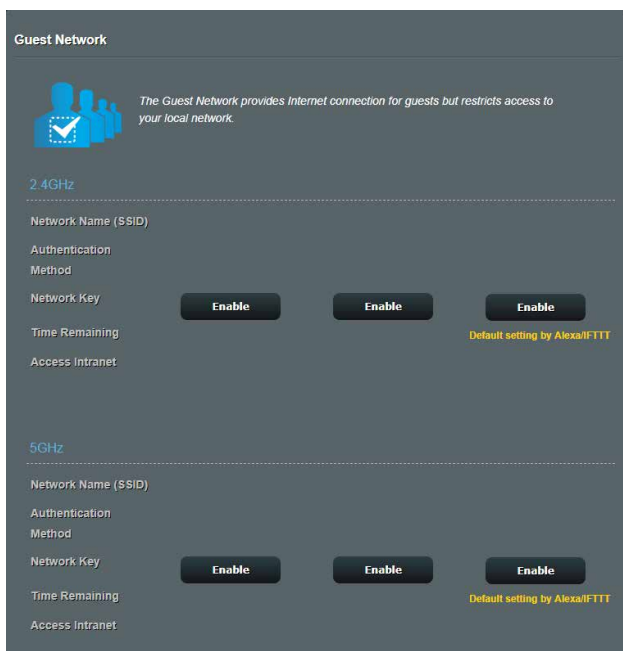 Guest Network
The Guest Network provides Internet connection for guests but restricts access to
your local network.
2.4GHz
Network Name (SSID)
Authentication
Method
Network Key
Enable Enable Enable
Time Remaining
Default setting by Alexa/IFTTT
Access Intranet
5GHz
Network Name (SSID)
Authentication
Method
Network Key
Enable Enable Enable
Time Remaining
Default setting by Alexa/IFTTT
Access Intranet